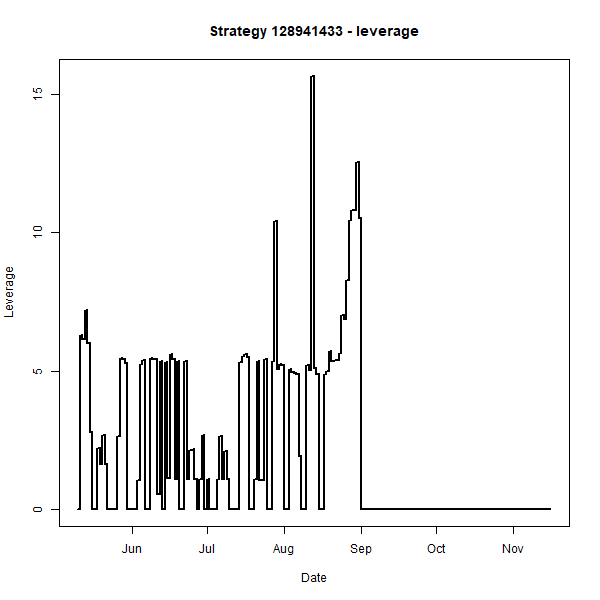 Strategy 128941433 - leverage
Leverage
15
10
5
0
Jun Jul Aug Sep Oct Nov
Date